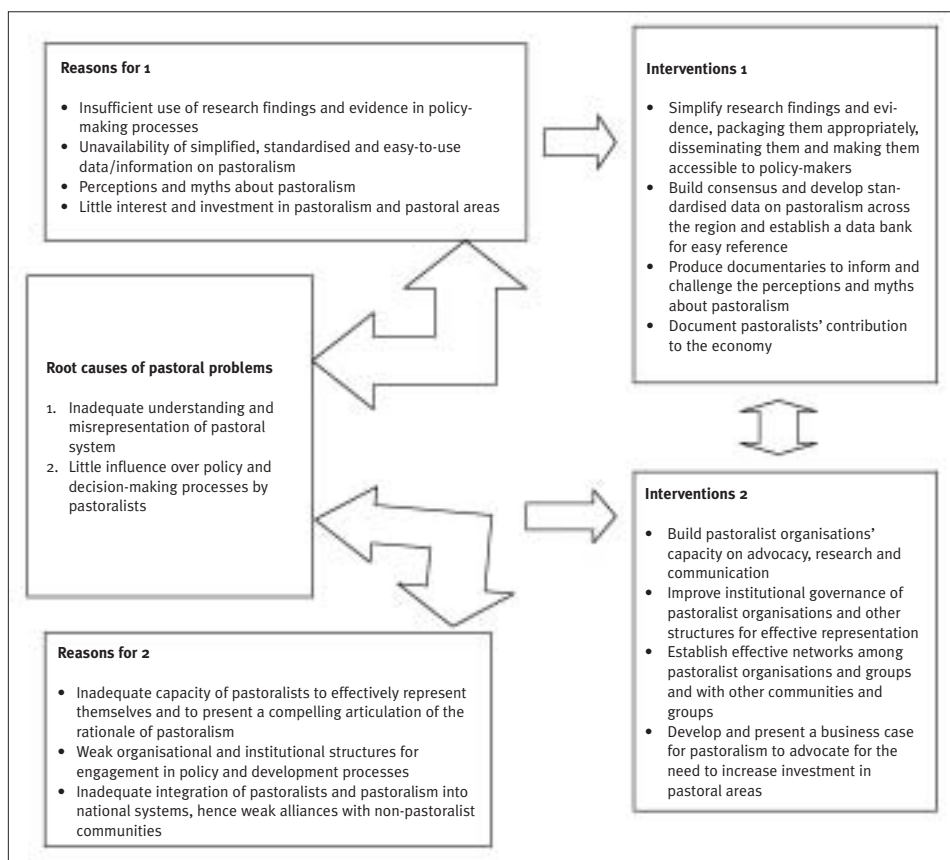 Reasons for 1
• Insufficient use of research findings and evidence in policy-
making processes
• Unavailability of simplified, standardised and easy-to-use
data/information on pastoralism
• Perceptions and myths about pastoralism
• Little interest and investment in pastoralism and pastoral areas
Interventions 1
• Simplify research findings and evi-
dence, packaging them appropriately,
disseminating them and making them
accessible to policy-makers
• Build consensus and develop stan-
dardised data on pastoralism across
the region and establish a data bank
for easy reference
• Produce documentaries to inform and
challenge the perceptions and myths
about pastoralism
• Document pastoralists' contribution
to the economy
Root causes of pastoral problems
1. Inadequate understanding and
misrepresentation of pastoral
system
2. Little influence over policy and
decision-making processes by
pastoralists
Interventions 2
• Build pastoralist organisations'
capacity on advocacy, research and
communication
• Improve institutional governance of
pastoralist organisations and other
structures for effective representation
• Establish effective networks among
pastoralist organisations and groups
and with other communities and
groups
• Develop and present a business case
for pastoralism to advocate for the
need to increase investment in
pastoral areas
Reasons for 2
• Inadequate capacity of pastoralists to effectively represent
themselves and to present a compelling articulation of the
rationale of pastoralism
• Weak organisational and institutional structures for
engagement in policy and development processes
• Inadequate integration of pastoralists and pastoralism into
national systems, hence weak alliances with non-pastoralist
communities